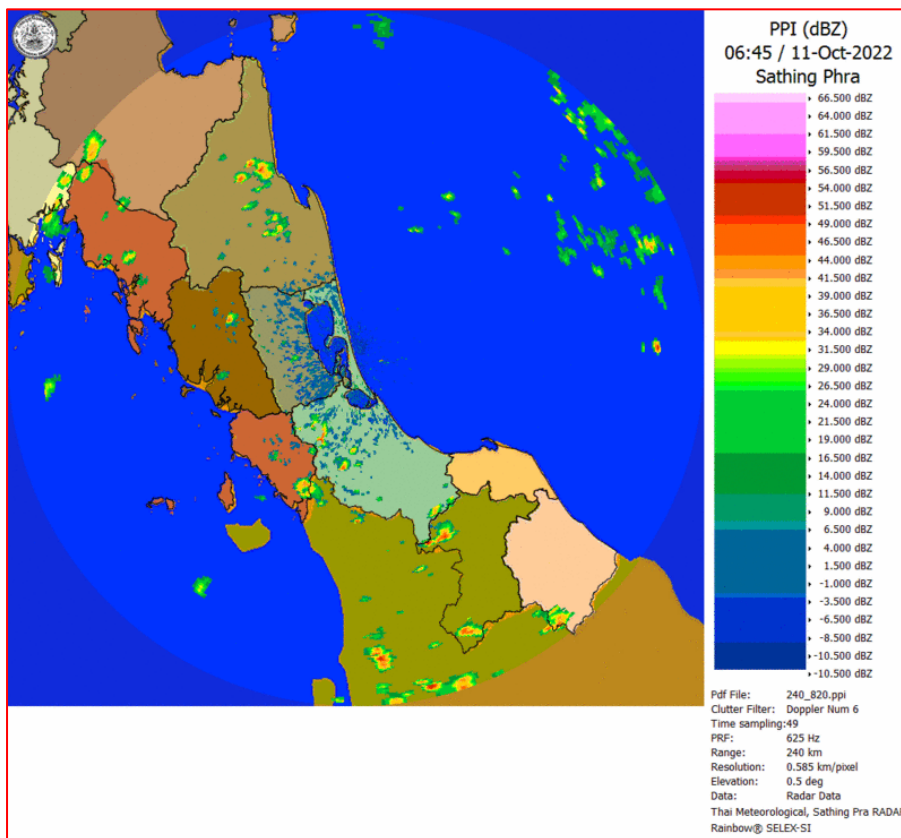 PPI (dBZ)
06:45 / 11-Oct-2022
Sathing Phra
66.500 dBZ
64.000 dBZ
61.500 dBZ
59.500 dBZ
56.500 dBZ
54.000 dBZ
51.500 dBZ
49.000 dBZ
46.500 dBZ
44.000 dBZ
41.500 dBZ
39.000 dBZ
36.500 dBZ
34.000 dBZ
31.500 dBZ
29.000 dBZ
26.500 dBZ
24.000 dBZ
19.000 dBZ
16.500 dBZ
11.500 dBZ
9.000 dBZ
6.500 dBZ
4.000 dBZ
1.500 dBZ
-1.000 dBZ
-3.500 dBZ
-6.500 dBZ
-8.500 dBZ
-10.500 dBZ
-10.500 dBZ
Pdf File: 240_820.ppi
Clutter Filter: Doppler Num 6
Time sampling:49
PRF: 625 Hz
Range: 240 km
Resolution: 0.585 km/pixel
Elevation: 0.5 deg
Data: Radar Data
Thai Meteorological, Sathing Pra RADA
Rainbow® SELEX-SI